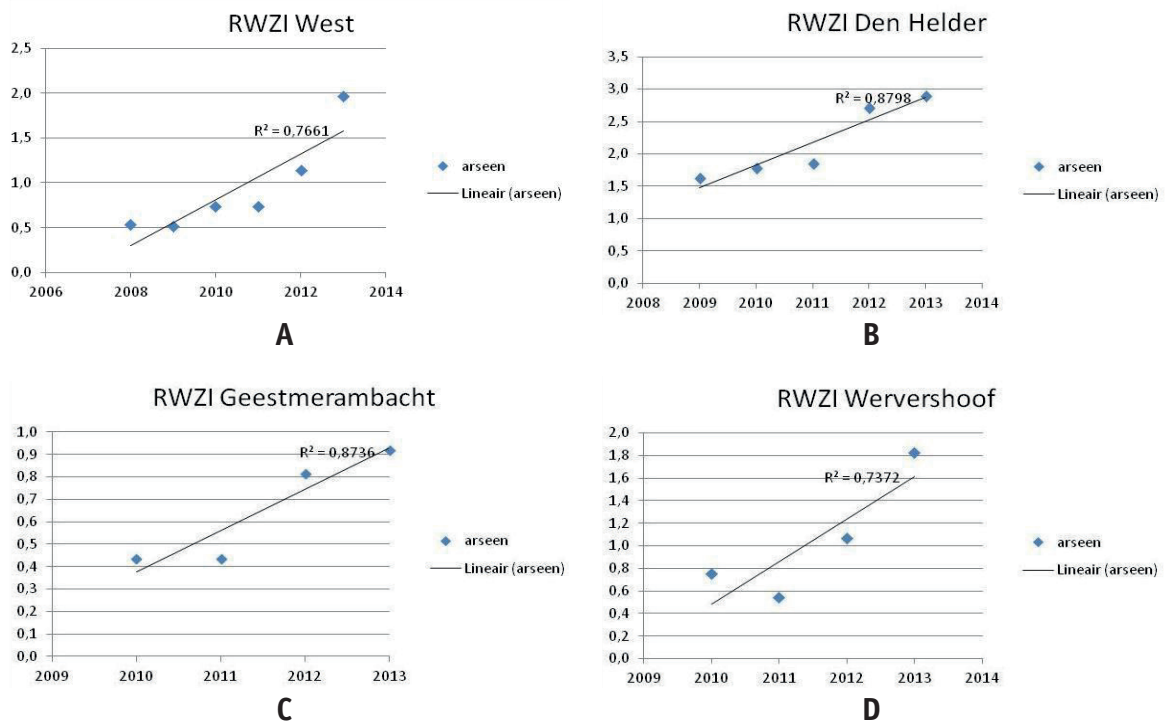 RWZI West
2,5
2,0
1,5
1,0
0,5
0,0
R² = 0,7661
2006 2008 2010 2012 2014
arseen
Lineair (arseen)
A
RWZI Den Helder
3,5
3,0
2,5
2,0
1,5
1,0
0,5
0,0
R² = 0,8798
2008 2009 2010 2011 2012 2013 2014
arseen
Lineair (arseen)
B
RWZI Geestmerambacht
1,0
0,9
0,8
0,7
0,6
0,5
0,4
0,3
0,2
0,1
0,0
R² = 0,8736
2009 2010 2011 2012 2013
arseen
Lineair (arseen)
C
RWZI Wervershoof
2,0
1,8
1,6
1,4
1,2
1,0
0,8
0,6
0,4
0,2
0,0
R² = 0,7372
2009 2010 2011 2012 2013 2014
arseen
Lineair (arseen)
D